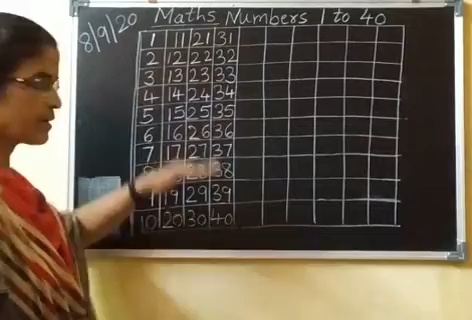 8/9/20
Maths Numbers 1 to 40
1 11 21 31
2 12 22 32
3 13 23 33
4 14 24 34
5 15 25 35
6 16 26 36
7 17 27 37
8 38
9 19 29 39
10 20 30 40